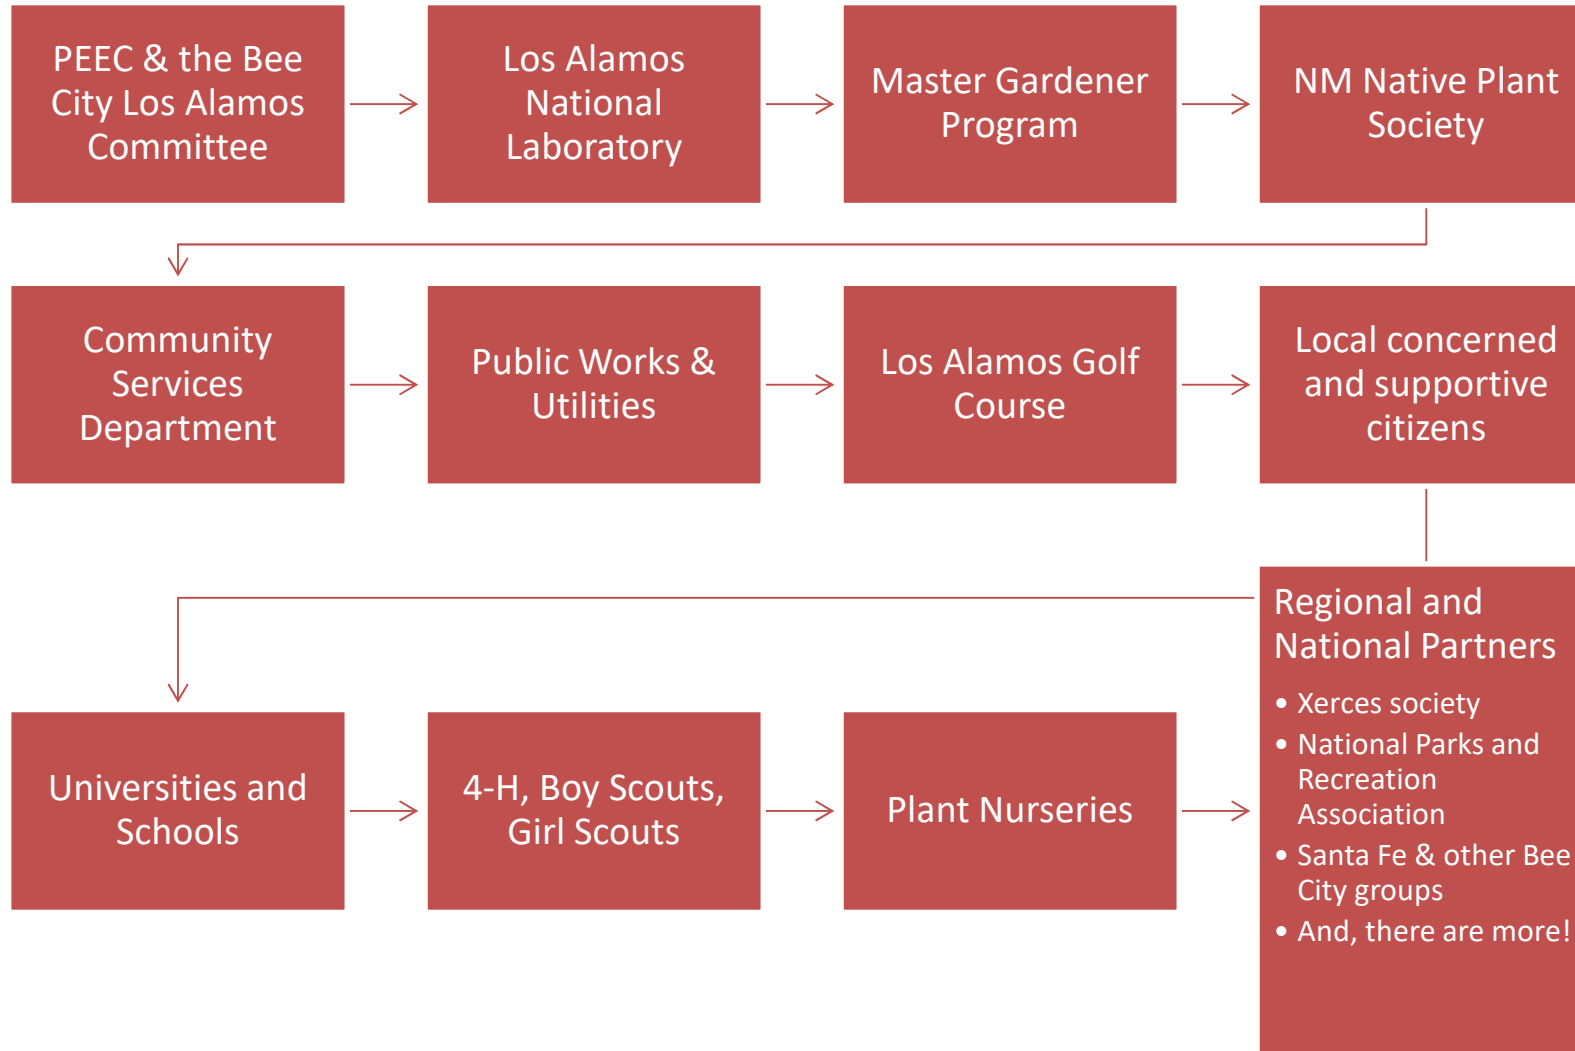 PEEC & the Bee
City Los Alamos
Committee
Los Alamos
National
Laboratory
Master Gardener
Program
NM Native Plant
Society
Community
Services
Department
Public Works &
Utilities
Los Alamos Golf
Course
Local concerned
and supportive
citizens
Universities and
Schools
4-H, Boy Scouts,
Girl Scouts
Plant Nurseries
Regional and
National Partners
• Xerces society
• National Parks and
Recreation
Association
• Santa Fe & other Bee
City groups
• And, there are more!